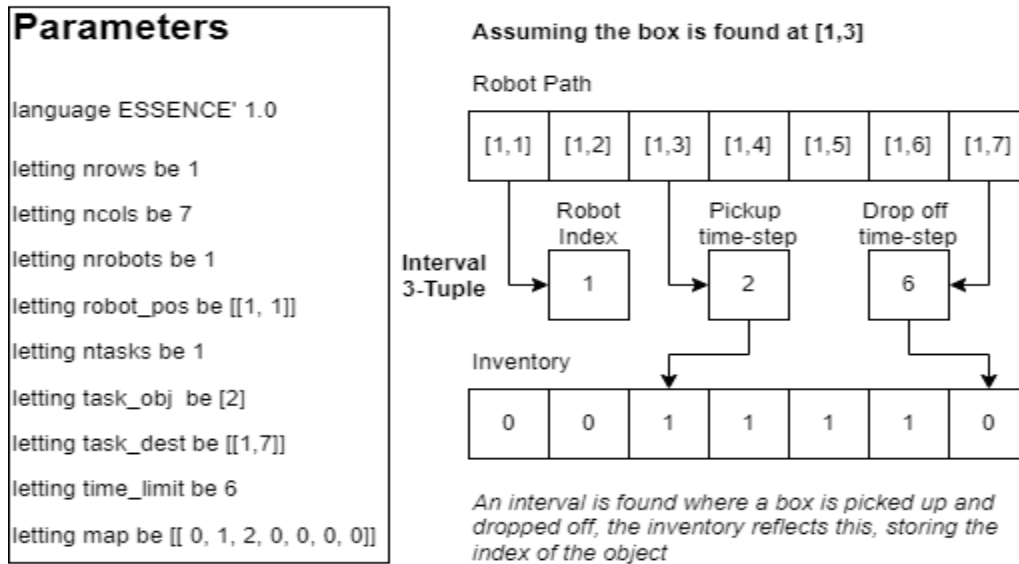 Parameters
language ESSENCE' 1.0
letting nrows be 1
letting ncols be 7
letting nrobots be 1
letting robot_pos be [[1, 1]]
letting ntasks be 1
letting task_obj be [2]
letting task_dest be [[1,7]]
letting time_limit be 6
letting map be [[ 0, 1, 2, 0, 0, 0, 0]]
Assuming the box is found at [1,3]
Robot Path
[1,1] [1,2] [1,3] [1,4] [1,5] [1,6] [1,7]
Robot Pickup Drop off
Index time-step time-step
Interval
3-Tuple
1 2 6
Inventory
0 0 1 1 1 1 0
An interval is found where a box is picked up and
dropped off, the inventory reflects this, storing the
index of the object